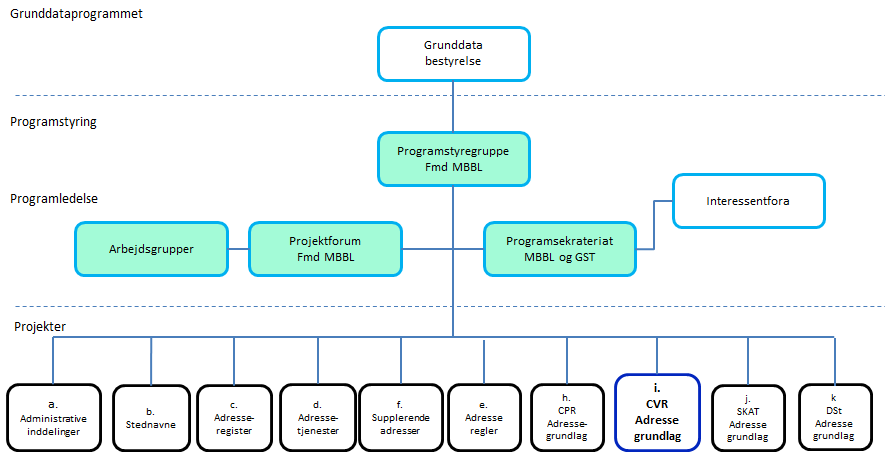 Grunddataprogrammet
Grunddata
bestyrelse
Programstyring
Programstyregruppe
Fmd MBBL
Programledelse
Interessentfora
Arbejdsgrupper
Projektforum
Fmd MBBL
Programsekratariat
MBBL og GST
Projekter
a.
Administrative
inddelinger
b.
Stednavne
c.
Adresse-
register
d.
Adresse-
tjenester
f.
Supplerende
adresser
e.
Adresse
regler
h.
CPR
Adresse-
grundlag
i.
CVR
Adresse
grundlag
j.
SKAT
Adresse
grundlag
k
DSt
Adresse
grundlag